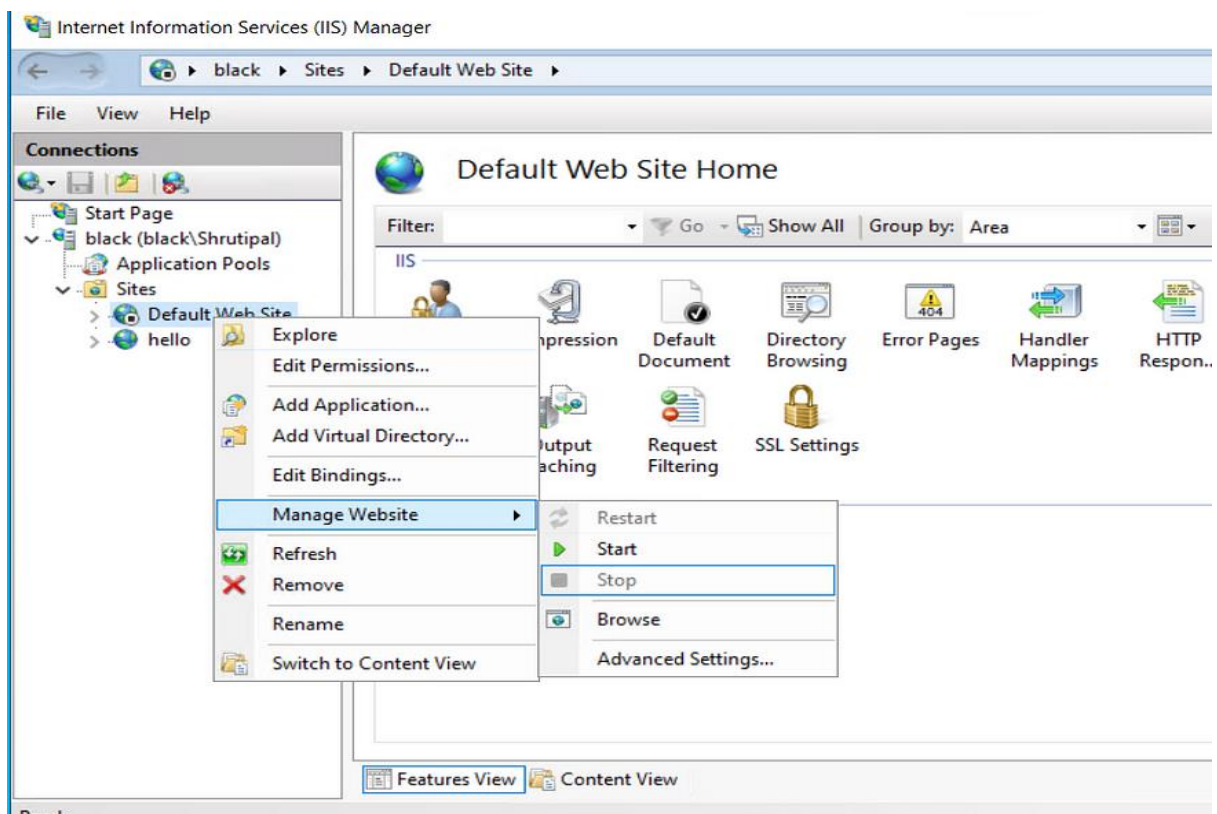 Internet Information Services (IIS) Manager
black Sites Default Web Site
File View Help
Connections
Start Page
black (black\Shrutipal)
Application Pools
Sites
Default Web Site
hello
Default Web Site Home
Filter: Go Show All Group by: Area
IIS
Default Document
Directory Browsing
Error Pages
404
Handler Mappings
HTTP Respon...
Request Filtering
SSL Settings
Explore
Edit Permissions...
Add Application...
Add Virtual Directory...
Edit Bindings...
Manage Website
Refresh
Remove
Rename
Switch to Content View
Restart
Start
Stop
Browse
Advanced Settings...
Features View Content View